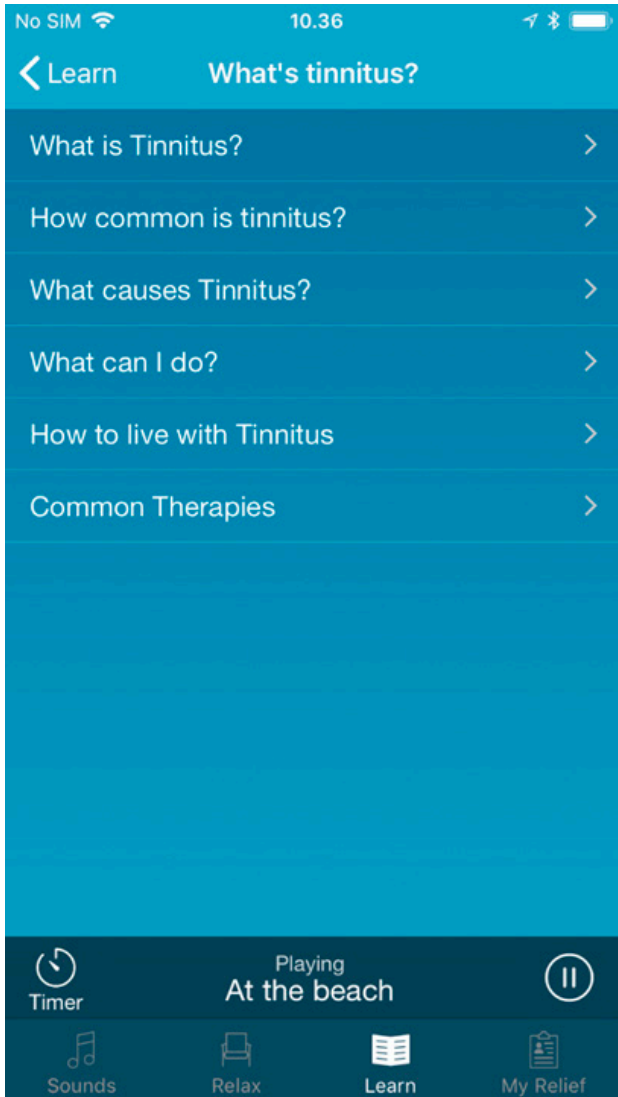 No SIM 10.36
Learn What's tinnitus?
What is Tinnitus?
How common is tinnitus?
What causes Tinnitus?
What can I do?
How to live with Tinnitus
Common Therapies
Playing
At the beach
Timer
Sounds Relax Learn My Relief